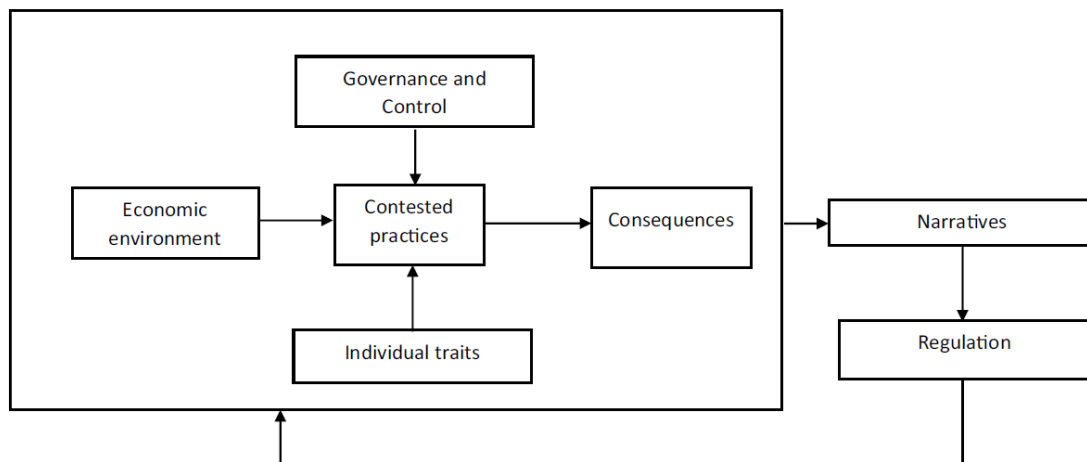 Governance and
Control
Economic
environment
Contested
practices
Consequences
Narratives
Individual traits
Regulation